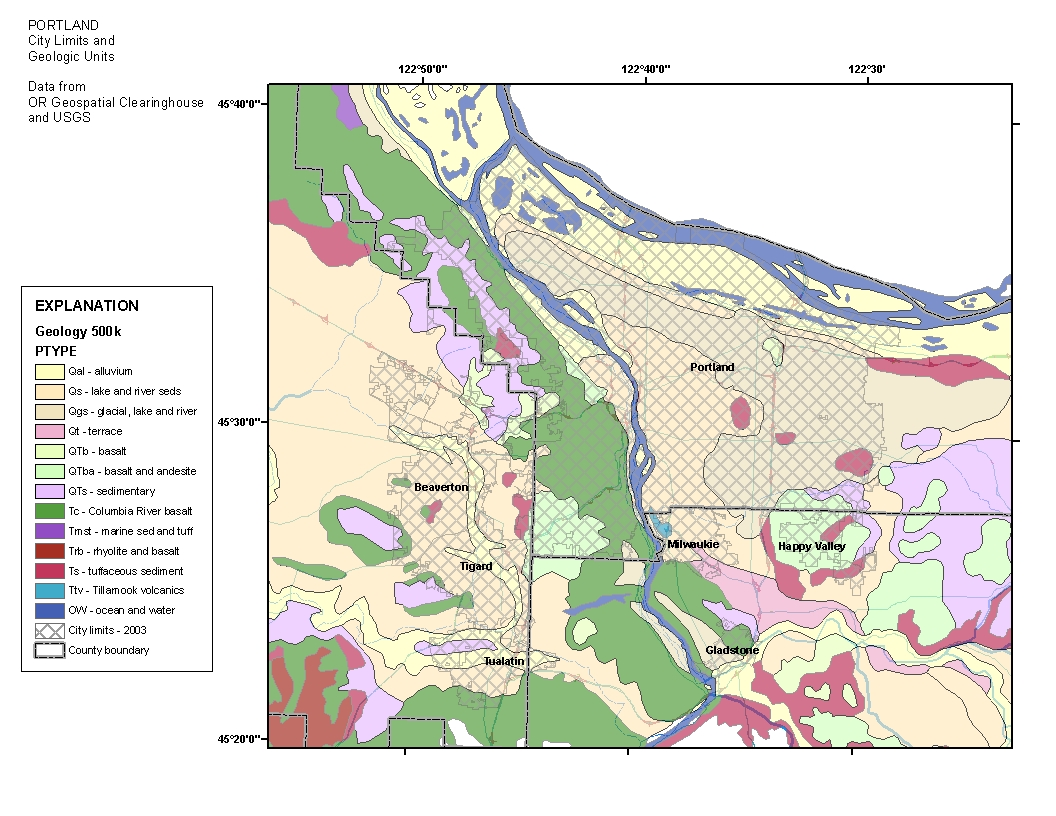 PORTLAND
City Limits and
Geologic Units
Data from
OR Geospatial Clearinghouse
and USGS
122°50'0" 122°40'0" 122°30'
45°40'0"
45°30'0"
45°20'0"
EXPLANATION
Geology 500k
PTYPE
Qal - alluvium
Qs - lake and river seds
Qgs - glacial, lake and river
Qt - terrace
QTb - basalt
QTba - basalt and andesite
QTs - sedimentary
Tc - Columbia River basalt
Tmst - marine sed and tuff
Trb - rhyolite and basalt
Ts - tuffaceous sediment
Ttv - Tillamook volcanics
OW - ocean and water
City limits - 2003
County boundary
Portland
Beaverton
Milwaukie
Happy Valley
Tigard
Gladstone
Tualatin